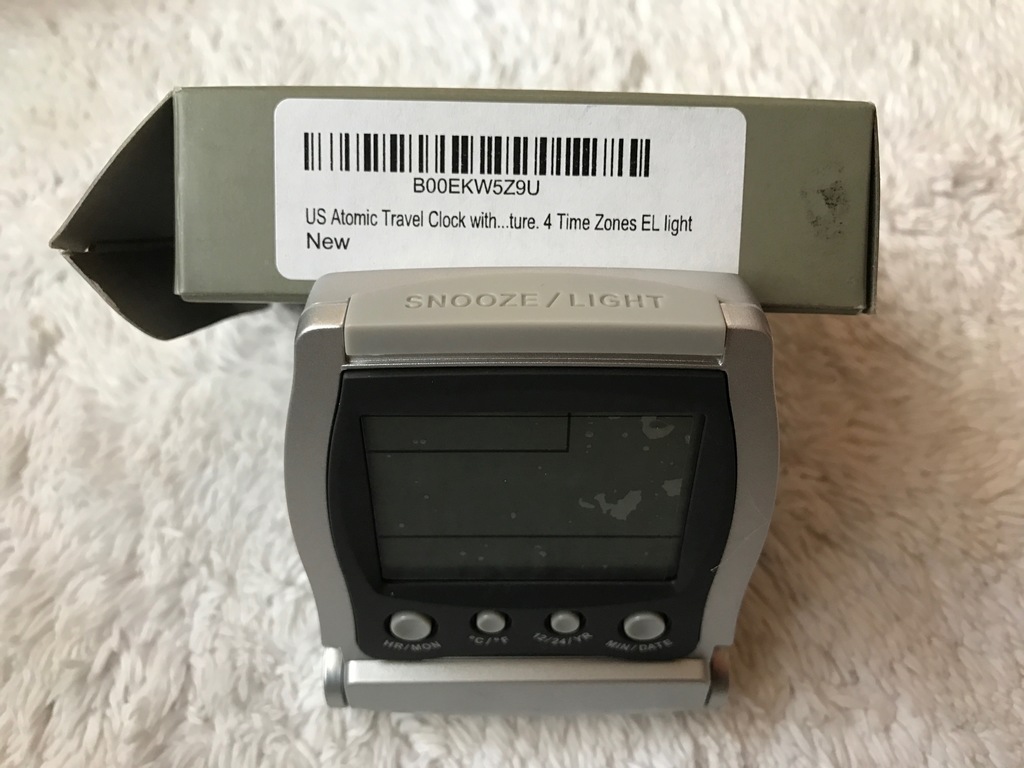 B00EKW5Z9U
US Atomic Travel Clock with...ture. 4 Time Zones EL light
New
SNOOZE/LIGHT
HR/MON °C/°F 12/24/YR MIN/DATE